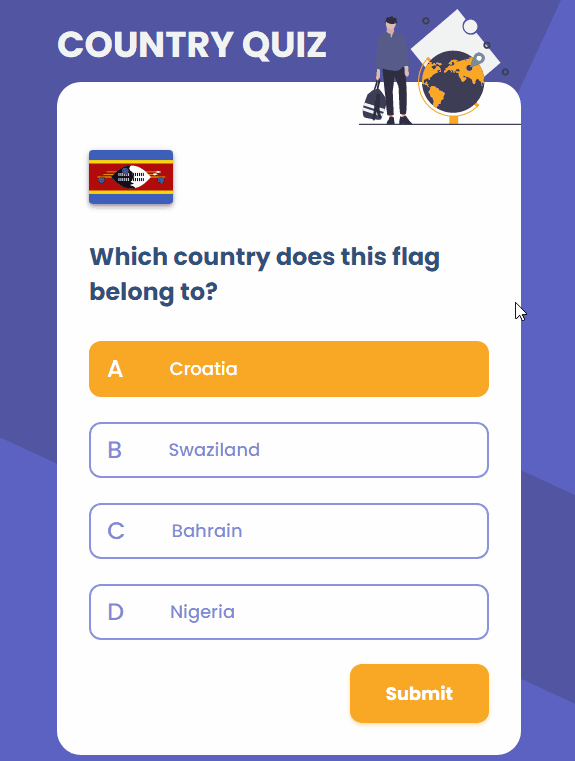 COUNTRY QUIZ
Which country does this flag
belong to?
A Croatia
B Swaziland
C Bahrain
D Nigeria
Submit